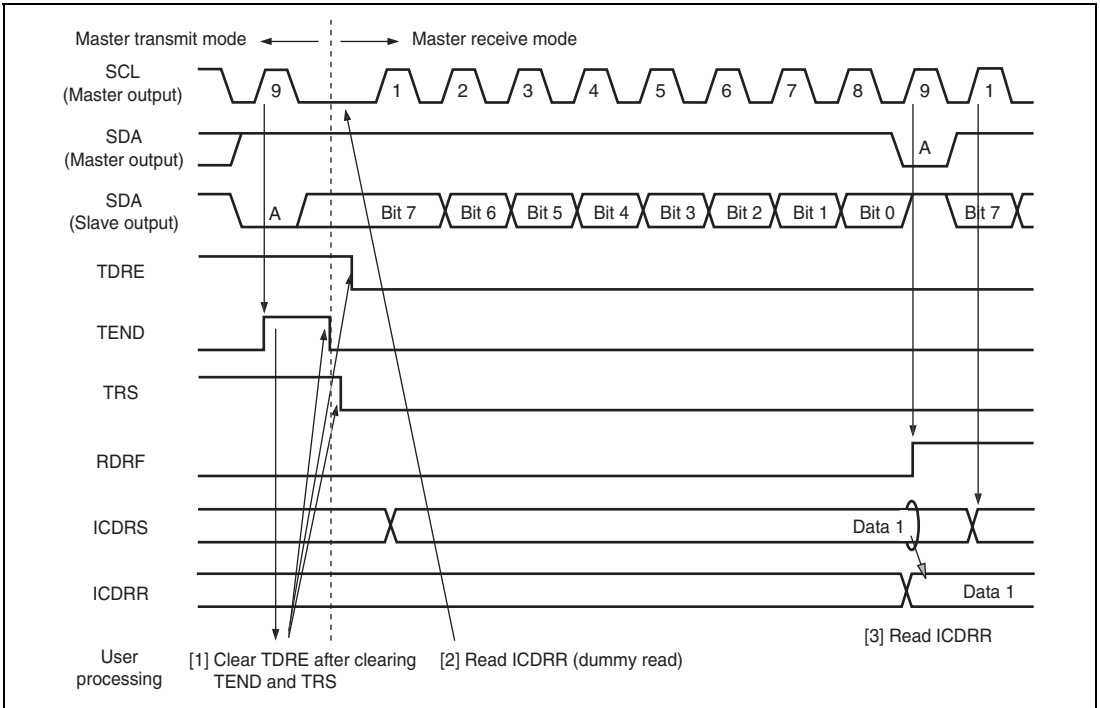 Master transmit mode
Master receive mode
SCL
(Master output)
9 1 2 3 4 5 6 7 8 9 1
SDA
(Master output)
A
SDA
(Slave output)
A Bit 7 Bit 6 Bit 5 Bit 4 Bit 3 Bit 2 Bit 1 Bit 0 Bit 7
TDRE
TEND
TRS
RDRF
ICDRS
Data 1
ICDRR
Data 1
User
processing
[1] Clear TDRE after clearing
TEND and TRS
[2] Read ICDRR (dummy read)
[3] Read ICDRR